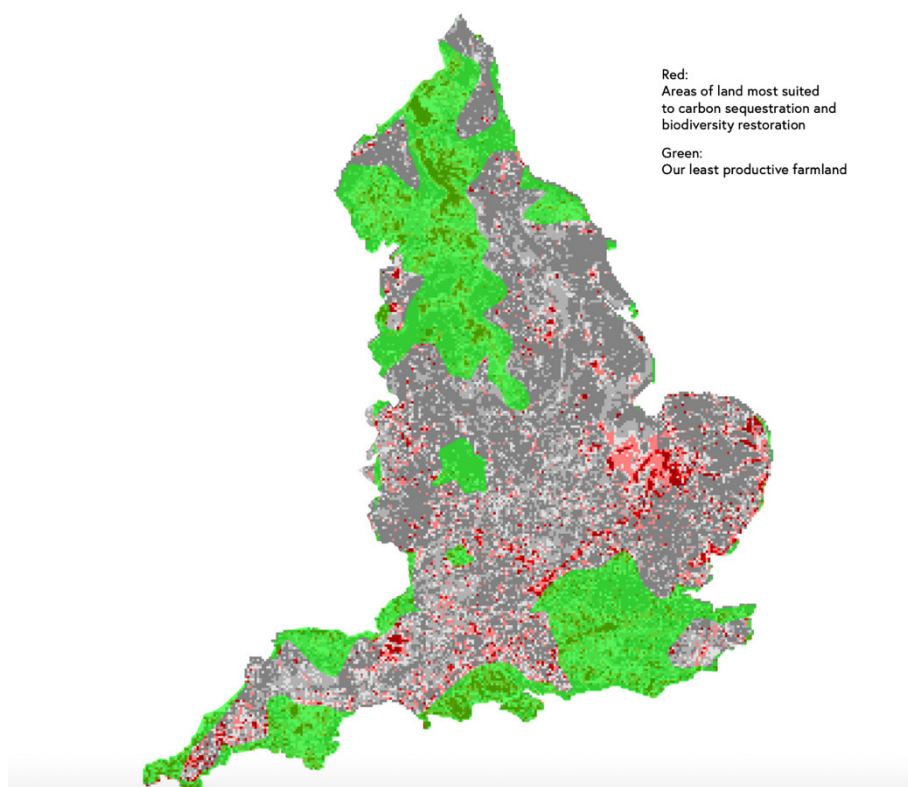 Red:
Areas of land most suited
to carbon sequestration and
biodiversity restoration
Green:
Our least productive farmland